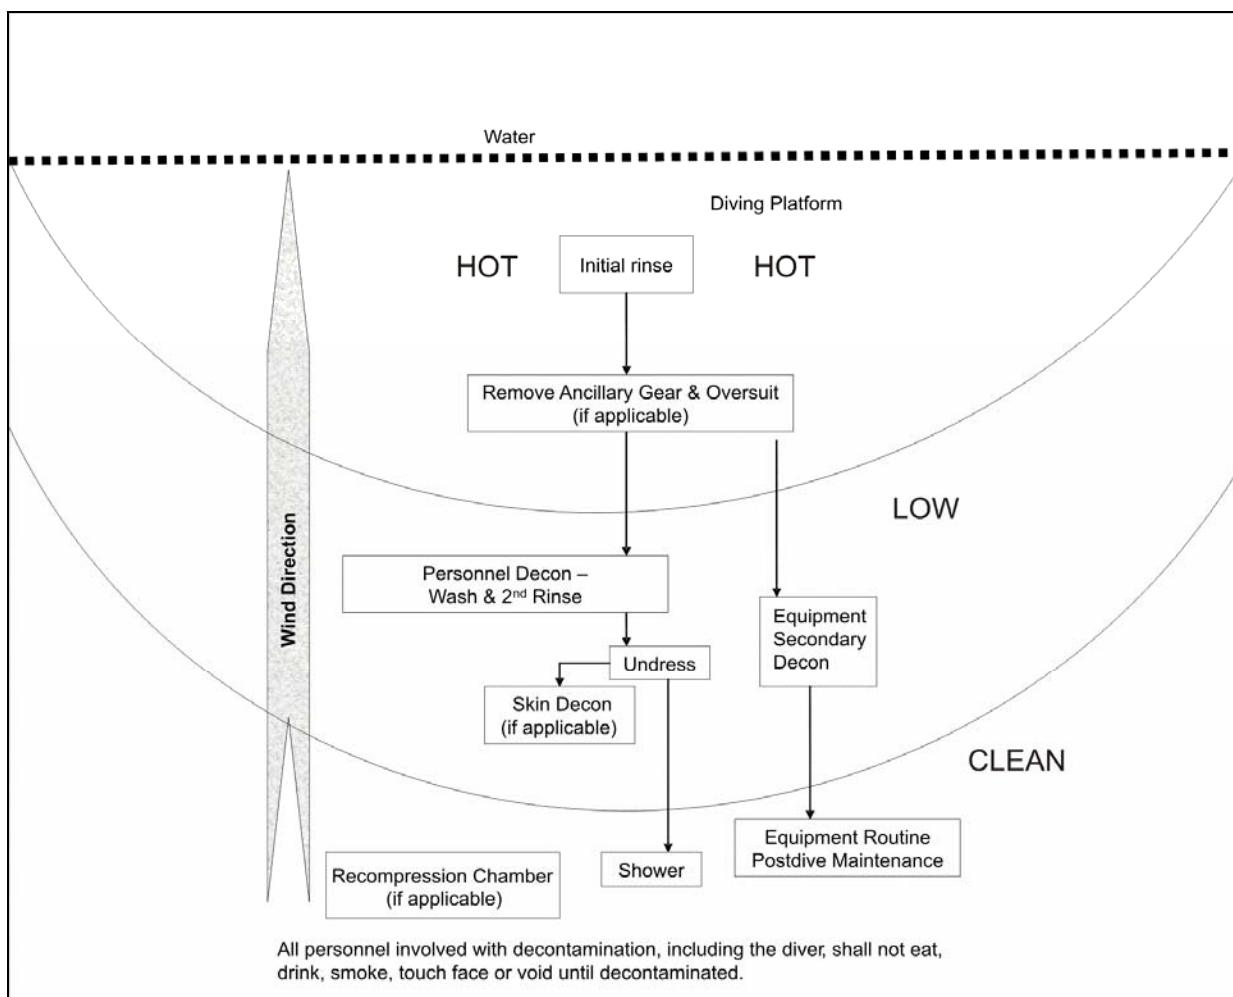 Water
Diving Platform
HOT
Initial rinse
HOT
Remove Ancillary Gear & Oversuit
(if applicable)
LOW
Wind Direction
Personnel Decon –
Wash & 2nd Rinse
Equipment
Secondary
Decon
Undress
Skin Decon
(if applicable)
CLEAN
Equipment Routine
Postdive Maintenance
Recompression Chamber
(if applicable)
Shower
All personnel involved with decontamination, including the diver, shall not eat,
drink, smoke, touch face or void until decontaminated.